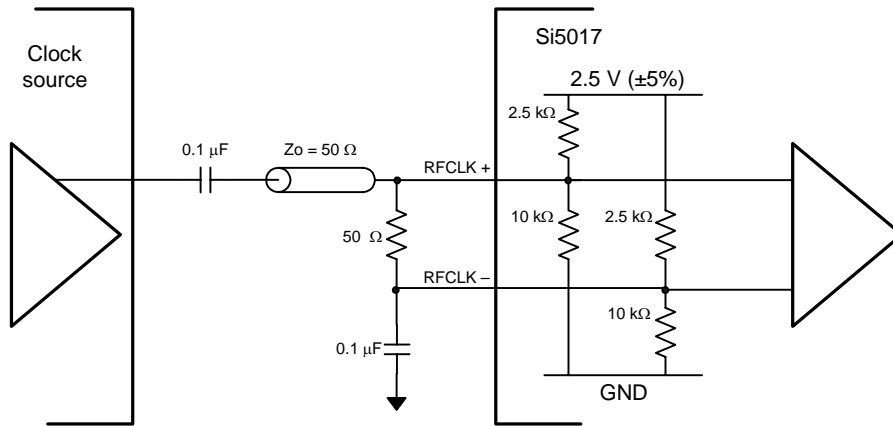 Si5017
Clock
source
2.5 V (±5%)
2.5 kΩ
0.1 μF
Zo = 50 Ω
RFCLK +
10 kΩ
2.5 kΩ
50 Ω
RFCLK –
10 kΩ
0.1 μF
GND